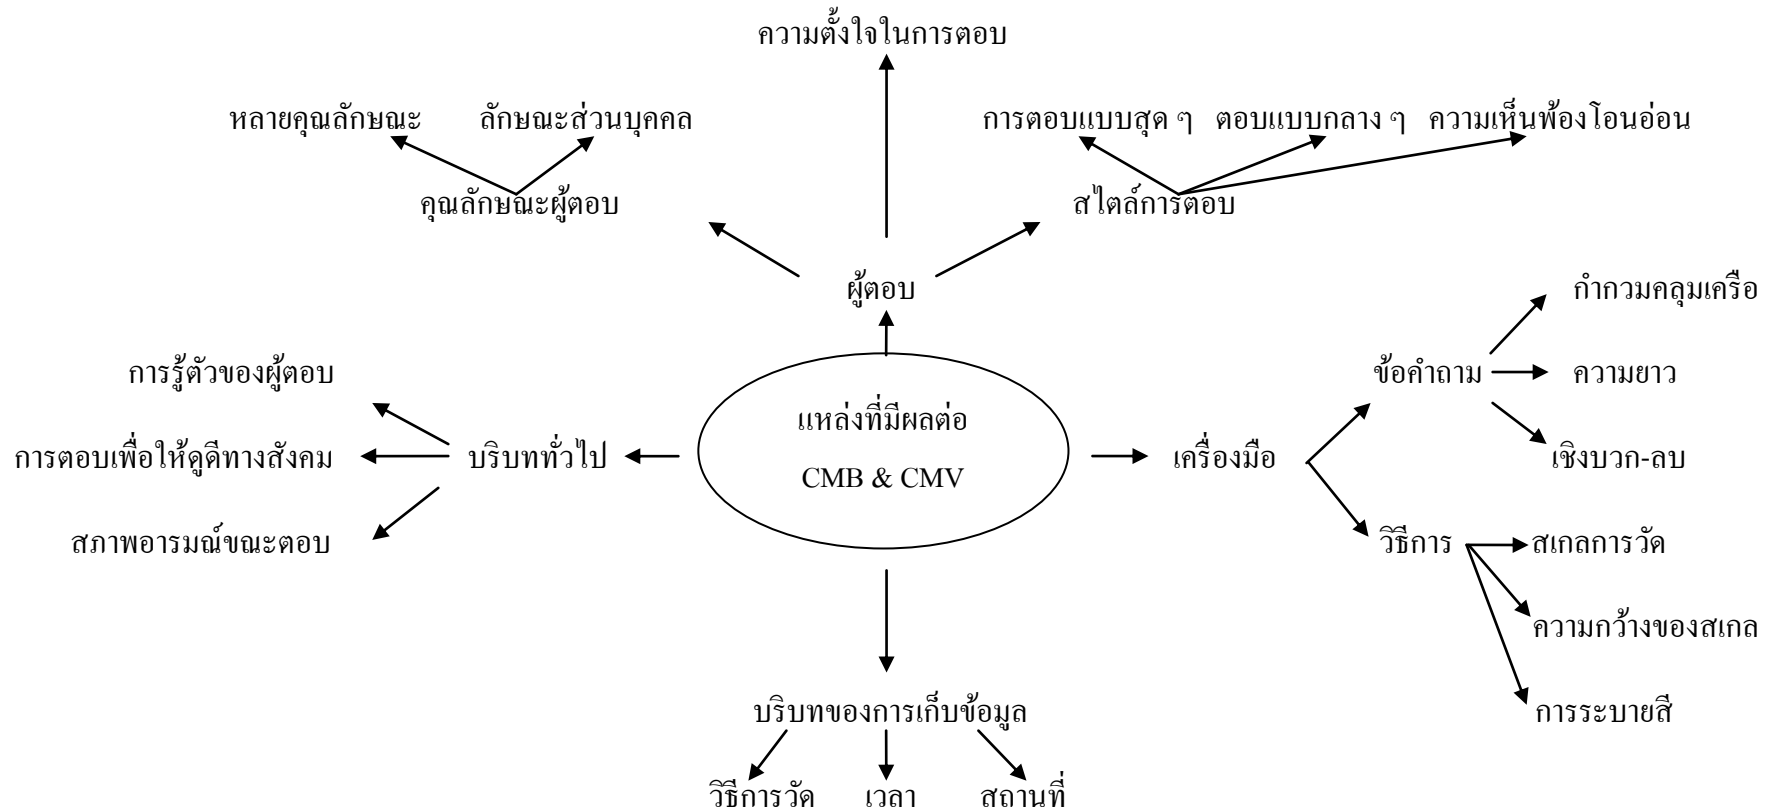 ความตั้งใจในการตอบ
หลายคุณลักษณะ ลักษณะส่วนบุคคล การตอบแบบสุด ๆ ตอบแบบกลาง ๆ ความเห็นพ้องโอนอ่อน
คุณลักษณะผู้ตอบ สไตล์การตอบ
ผู้ตอบ กำกวมคลุมเครือ
การรู้ตัวของผู้ตอบ ข้อคำถาม ความยาว
แหล่งที่มีผลต่อ
การตอบเพื่อให้ดูดีทางสังคม บริบททั่วไป เครื่องมือ เชิงบวก-ลบ
CMB & CMV
สภาพอารมณ์ขณะตอบ วิธีการ สเกลการวัด
ความกว้างของสเกล
บริบทของการเก็บข้อมูล การระบายสี
วิธีการวัด เวลา สถานที่